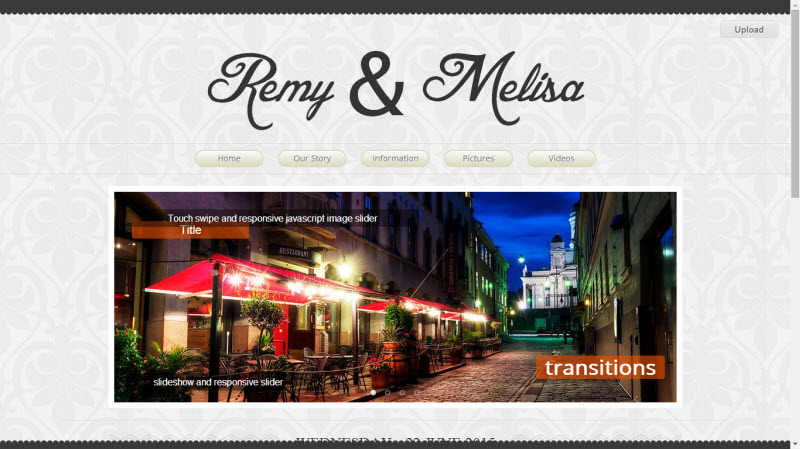 Upload
Remy & Melisa
Home Our Story Information Pictures Videos
Touch swipe and responsive javascript image slider
Title
RESTAURANT
transitions
slideshow and responsive slider